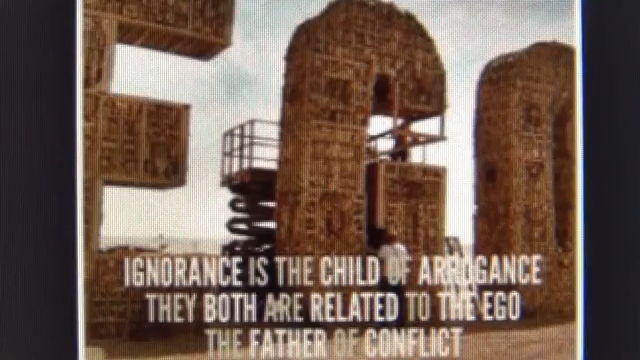 EGO
IGNORANCE IS THE CHILD OF ARROGANCE
THEY BOTH ARE RELATED TO THE EGO
THE FATHER OF CONFLICT